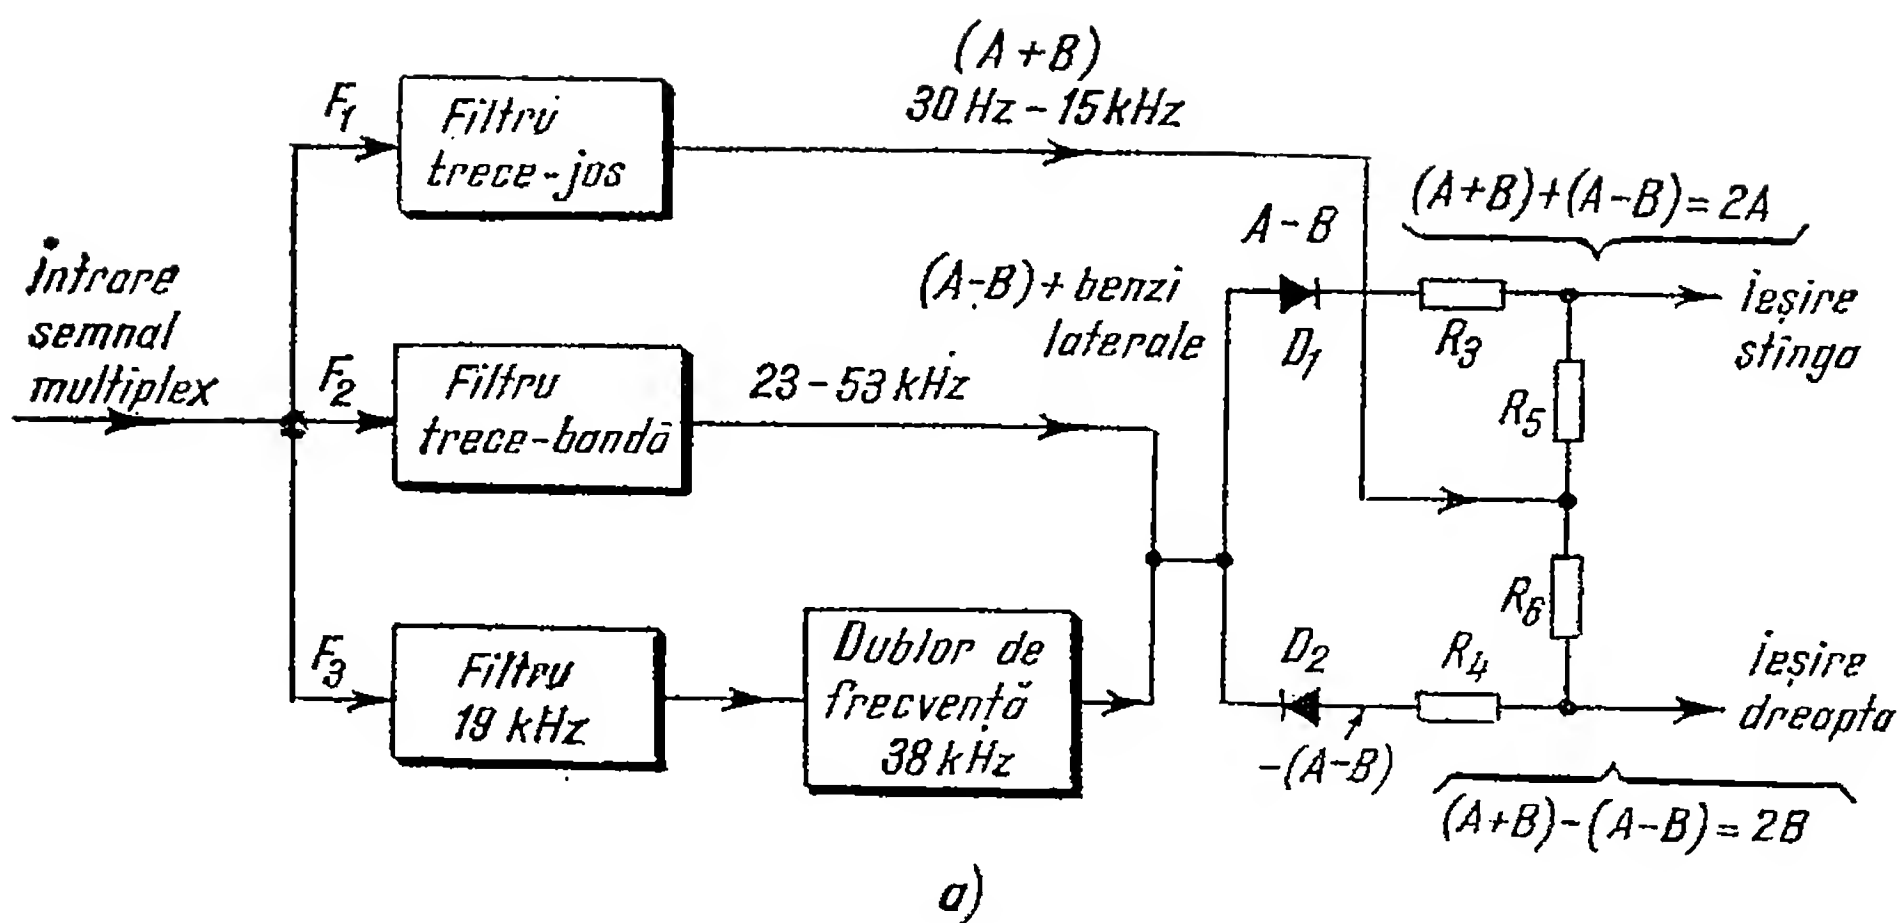 (A+B)
30 Hz - 15 kHz
F1
Filtru
trece-jos
(A+B)+(A-B)=2A
A-B
Intrare
semnal
multiplex
(A-B)+ benzi
laterale
D1
R3
Ieșire
stînga
F2
Filtru
trece-bandă
23-53 kHz
R5
F3
Filtru
19 kHz
Dublor de
frecvență
38 kHz
R6
D2
R4
-(A-B)
Ieșire
dreapta
(A+B)-(A-B)=2B
a)